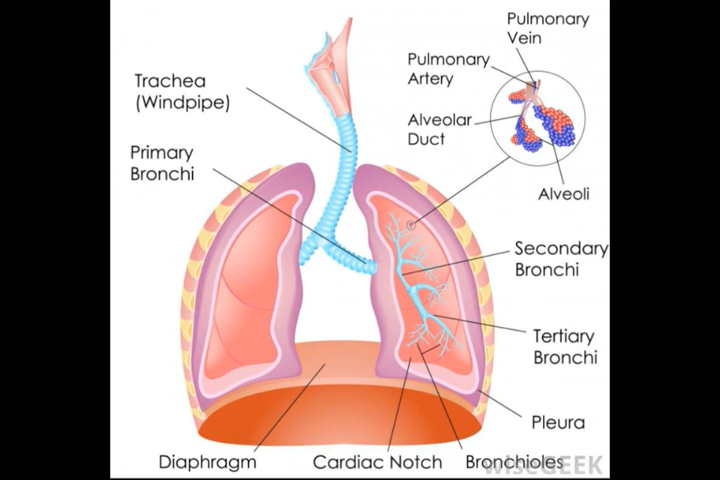 Pulmonary
Vein
Pulmonary
Artery
Trachea
(Windpipe)
Alveolar
Duct
Primary
Bronchi
Alveoli
Secondary
Bronchi
Tertiary
Bronchi
Pleura
Diaphragm
Cardiac Notch
Bronchioles
wiseGEEK